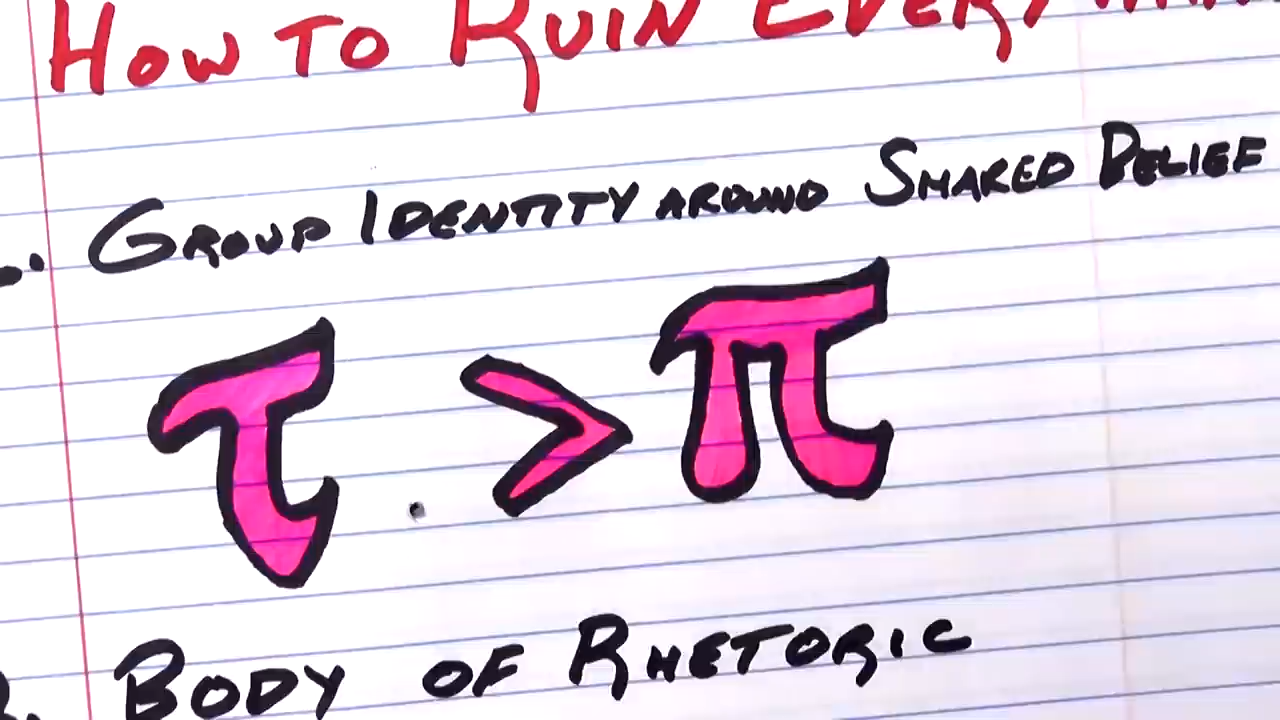 How to Ruin
. Group Identity around Shared Belief
τ > π
. Body of Rhetoric